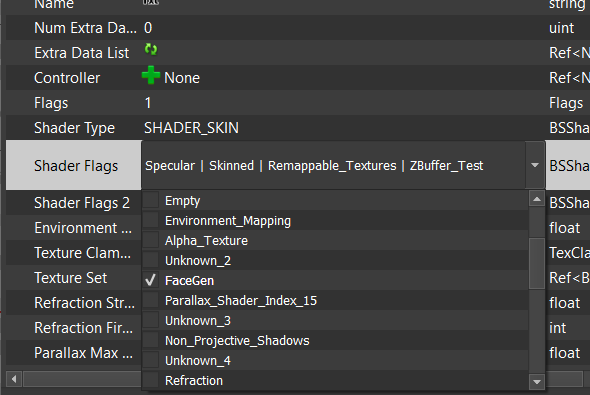 Name string
Num Extra Da... 0 uint
Extra Data List Ref<N
Controller None Ref<N
Flags 1 Flags
Shader Type SHADER_SKIN BSSha
Shader Flags Specular | Skinned | Remappable_Textures | ZBuffer_Test BSSha
Shader Flags 2 Empty BSSha
Environment ... Environment_Mapping float
Alpha_Texture
Texture Clam... Unknown_2 TexCla
Texture Set FaceGen Ref<B
Refraction Str... Parallax_Shader_Index_15 float
Refraction Fir... Unknown_3 int
Non_Projective_Shadows
Parallax Max ... Unknown_4 float
Refraction